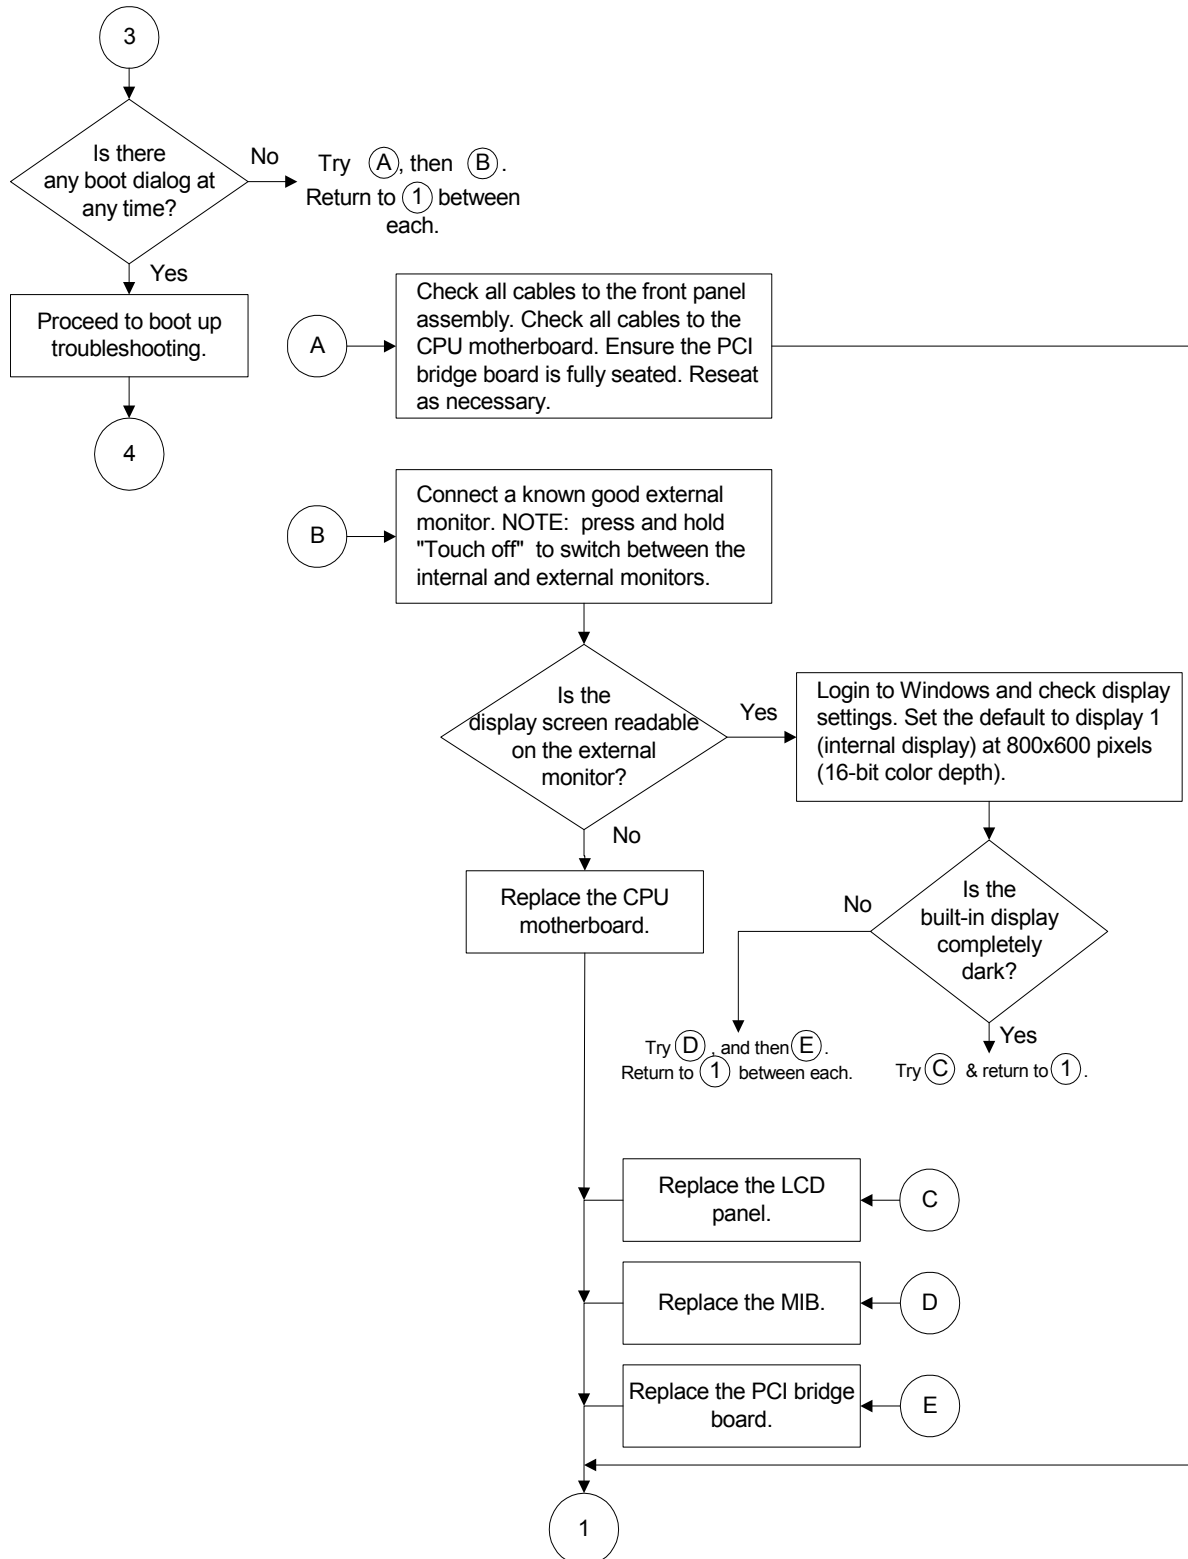 3
Is there
any boot dialog at
any time?
No
Try A, then B.
Return to 1 between
each.
Yes
Proceed to boot up
troubleshooting.
4
A
Check all cables to the front panel
assembly. Check all cables to the
CPU motherboard. Ensure the PCI
bridge board is fully seated. Reseat
as necessary.
B
Connect a known good external
monitor. NOTE:  press and hold
"Touch off"  to switch between the
internal and external monitors.
Is the
display screen readable
on the external
monitor?
Yes
Login to Windows and check display
settings. Set the default to display 1
(internal display) at 800x600 pixels
(16-bit color depth).
No
Replace the CPU
motherboard.
Is the
built-in display
completely
dark?
No
Try D, and then E.
Return to 1 between each.
Yes
Try C & return to 1.
Replace the LCD
panel.
C
Replace the MIB.
D
Replace the PCI bridge
board.
E
1